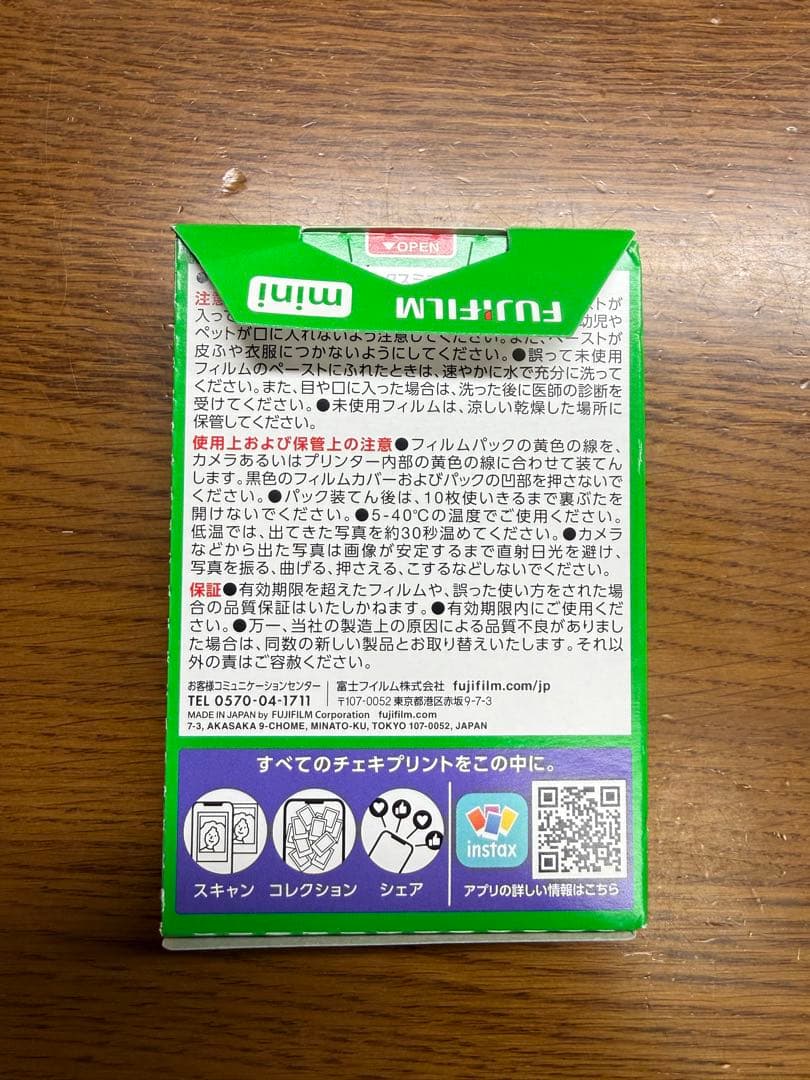 ▼OPEN
mini FUJIFILM
クスミニ
注意 ストが
入って 幼児や
ペットが口に入れないよう注意してください。また、ペーストが
皮ふや衣服につかないようにしてください。●誤って未使用
フィルムのペーストにふれたときは、速やかに水で充分に洗って
ください。また、目や口に入った場合は、洗った後に医師の診断を
受けてください。●未使用フィルムは、涼しい乾燥した場所に
保管してください。
使用上および保管上の注意●フィルムパックの黄色の線を、
カメラあるいはプリンター内部の黄色の線に合わせて装てん
します。黒色のフィルムカバーおよびパックの凹部を押さないで
ください。●パック装てん後は、10枚使いきるまで裏ぶたを
開けないでください。●5-40℃の温度でご使用ください。
低温では、出てきた写真を約30秒温めてください。●カメラ
などから出た写真は画像が安定するまで直射日光を避け、
写真を振る、曲げる、押さえる、こするなどしないでください。
保証●有効期限を超えたフィルムや、誤った使い方をされた場
合の品質保証はいたしかねます。●有効期限内にご使用くだ
さい。●万一、当社の製造上の原因による品質不良がありまし
た場合は、同数の新しい製品とお取り替えいたします。それ以
外の責はご容赦ください。
お客様コミュニケーションセンター 富士フイルム株式会社 fujifilm.com/jp
TEL 0570-04-1711 〒107-0052 東京都港区赤坂9-7-3
MADE IN JAPAN by FUJIFILM Corporation fujifilm.com
7-3, AKASAKA 9-CHOME, MINATO-KU, TOKYO 107-0052, JAPAN
すべてのチェキプリントをこの中に。
instax
スキャン コレクション シェア アプリの詳しい情報はこちら